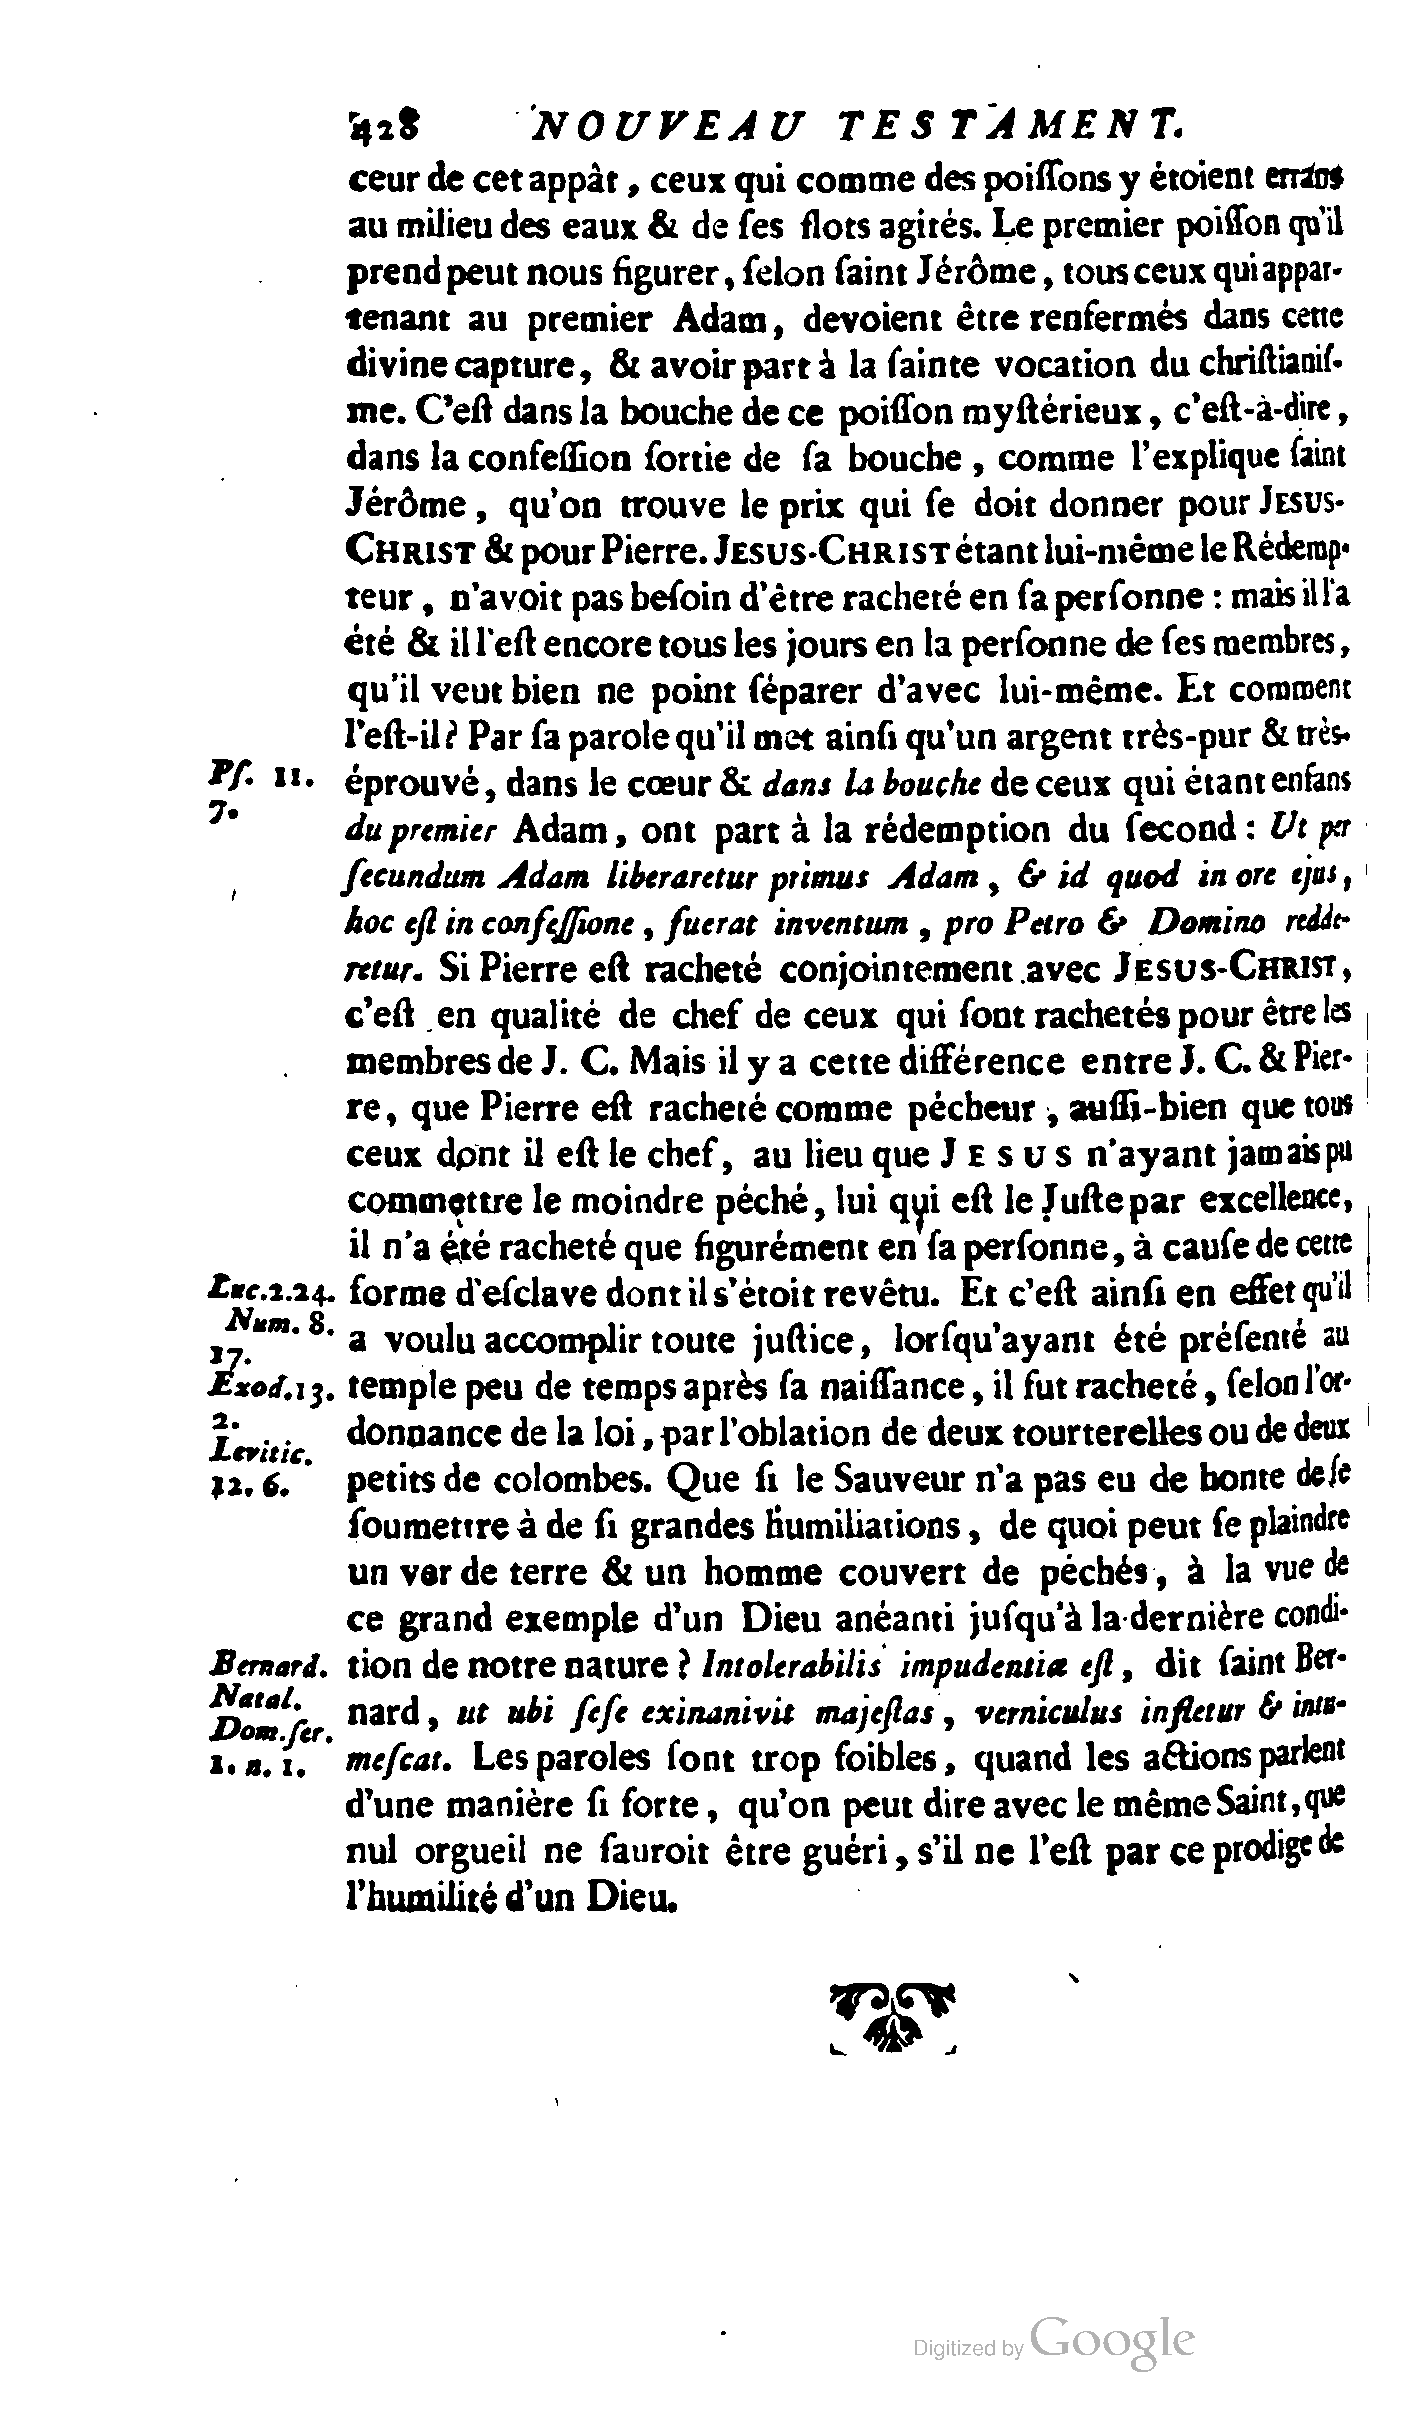 428 NOUVEAU TESTAMENT.
ceur de cet appât, ceux qui comme des poiſſons y étoient errans
au milieu des eaux & de ſes flots agités. Le premier poiſſon qu'il
prend peut nous figurer, ſelon ſaint Jérôme, tous ceux qui appar-
tenant au premier Adam, devoient être renfermés dans cette
divine capture, & avoir part à la ſainte vocation du chriſtianiſ-
me. C'eſt dans la bouche de ce poiſſon myſtérieux, c'eſt-à-dire,
dans la confeſſion ſortie de ſa bouche, comme l'explique ſaint
Jérôme, qu'on trouve le prix qui ſe doit donner pour JESUS-
CHRIST & pour Pierre. JESUS-CHRIST étant lui-même le Rédemp-
teur, n'avoit pas beſoin d'être racheté en ſa perſonne : mais il l'a
été & il l'eſt encore tous les jours en la perſonne de ſes membres,
qu'il veut bien ne point ſéparer d'avec lui-même. Et comment
l'eſt-il? Par ſa parole qu'il met ainſi qu'un argent très-pur & très-
Pſ. 11. éprouvé, dans le cœur & dans la bouche de ceux qui étant enfans
7. du premier Adam, ont part à la rédemption du ſecond : Ut per
ſecundum Adam liberaretur primus Adam, & id quod in ore ejus,
hoc eſt in confeſſione, fuerat inventum, pro Petro & Domino redde-
retur. Si Pierre eſt racheté conjointement avec JESUS-CHRIST,
c'eſt en qualité de chef de ceux qui ſont rachetés pour être les
membres de J. C. Mais il y a cette différence entre J. C. & Pier-
re, que Pierre eſt racheté comme pécheur, auſſi-bien que tous
ceux dont il eſt le chef, au lieu que JESUS n'ayant jamais pu
commettre le moindre péché, lui qui eſt le Juſte par excellence,
il n'a été racheté que figurément en ſa perſonne, à cauſe de cette
Luc.2.24. forme d'eſclave dont il s'étoit revêtu. Et c'eſt ainſi en effet qu'il
Num. 8. a voulu accomplir toute juſtice, lorſqu'ayant été préſenté au
17.
Exod.13. temple peu de temps après ſa naiſſance, il fut racheté, ſelon l'or-
2. donnance de la loi, par l'oblation de deux tourterelles ou de deux
Levitic.
12. 6. petits de colombes. Que ſi le Sauveur n'a pas eu de honte de ſe
ſoumettre à de ſi grandes humiliations, de quoi peut ſe plaindre
un ver de terre & un homme couvert de péchés, à la vue de
ce grand exemple d'un Dieu anéanti juſqu'à la dernière condi-
Bernard. tion de notre nature? Intolerabilis impudentia eſt, dit ſaint Ber-
Natal. nard, ut ubi ſeſe exinanivit majeſtas, verniculus infletur & intu-
Dom.ſer.
1. n. 1. meſcat. Les paroles ſont trop foibles, quand les actions parlent
d'une manière ſi forte, qu'on peut dire avec le même Saint, que
nul orgueil ne ſauroit être guéri, s'il ne l'eſt par ce prodige de
l'humilité d'un Dieu.
Digitized by Google